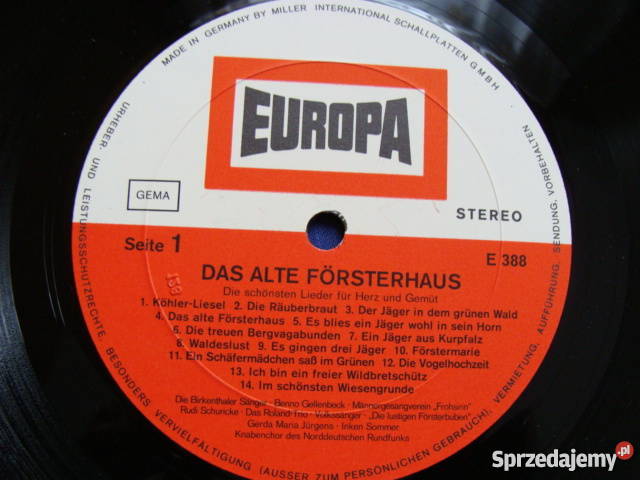 MADE IN GERMANY BY MILLER INTERNATIONAL SCHALLPLATTEN GMBH
EUROPA
GEMA
STEREO
Seite 1
E 388
DAS ALTE FÖRSTERHAUS
Die schönsten Lieder für Herz und Gemüt
1. Köhler-Liesel 2. Die Räuberbraut 3. Der Jäger in dem grünen Wald
4. Das alte Försterhaus 5. Es blies ein Jäger wohl in sein Horn
6. Die treuen Bergvagabunden 7. Ein Jäger aus Kurpfalz
8. Waldeslust 9. Es gingen drei Jäger 10. Förstermarie
11. Ein Schäfermädchen saß im Grünen 12. Die Vogelhochzeit
13. Ich bin ein freier Wildbretschütz
14. Im schönsten Wiesengrunde
Die Birkenthaler Sänger · Benno Gellenbeck · Männergesangverein „Frohsinn"
Rudi Schuricke · Das Roland-Trio · Volkssänger · „Die lustigen Försterbuben"
Gerda Maria Jürgens · Inken Sommer
Knabenchor des Norddeutschen Rundfunks
URHEBER- UND LEISTUNGSSCHUTZRECHTE BESONDERS VERVIELFÄLTIGUNG (AUSSER ZUM PERSÖNLICHEN GEBRAUCH), VERMIETUNG, AUFFÜHRUNG, SENDUNG, VORBEHALTEN
Sprzedajemy.pl